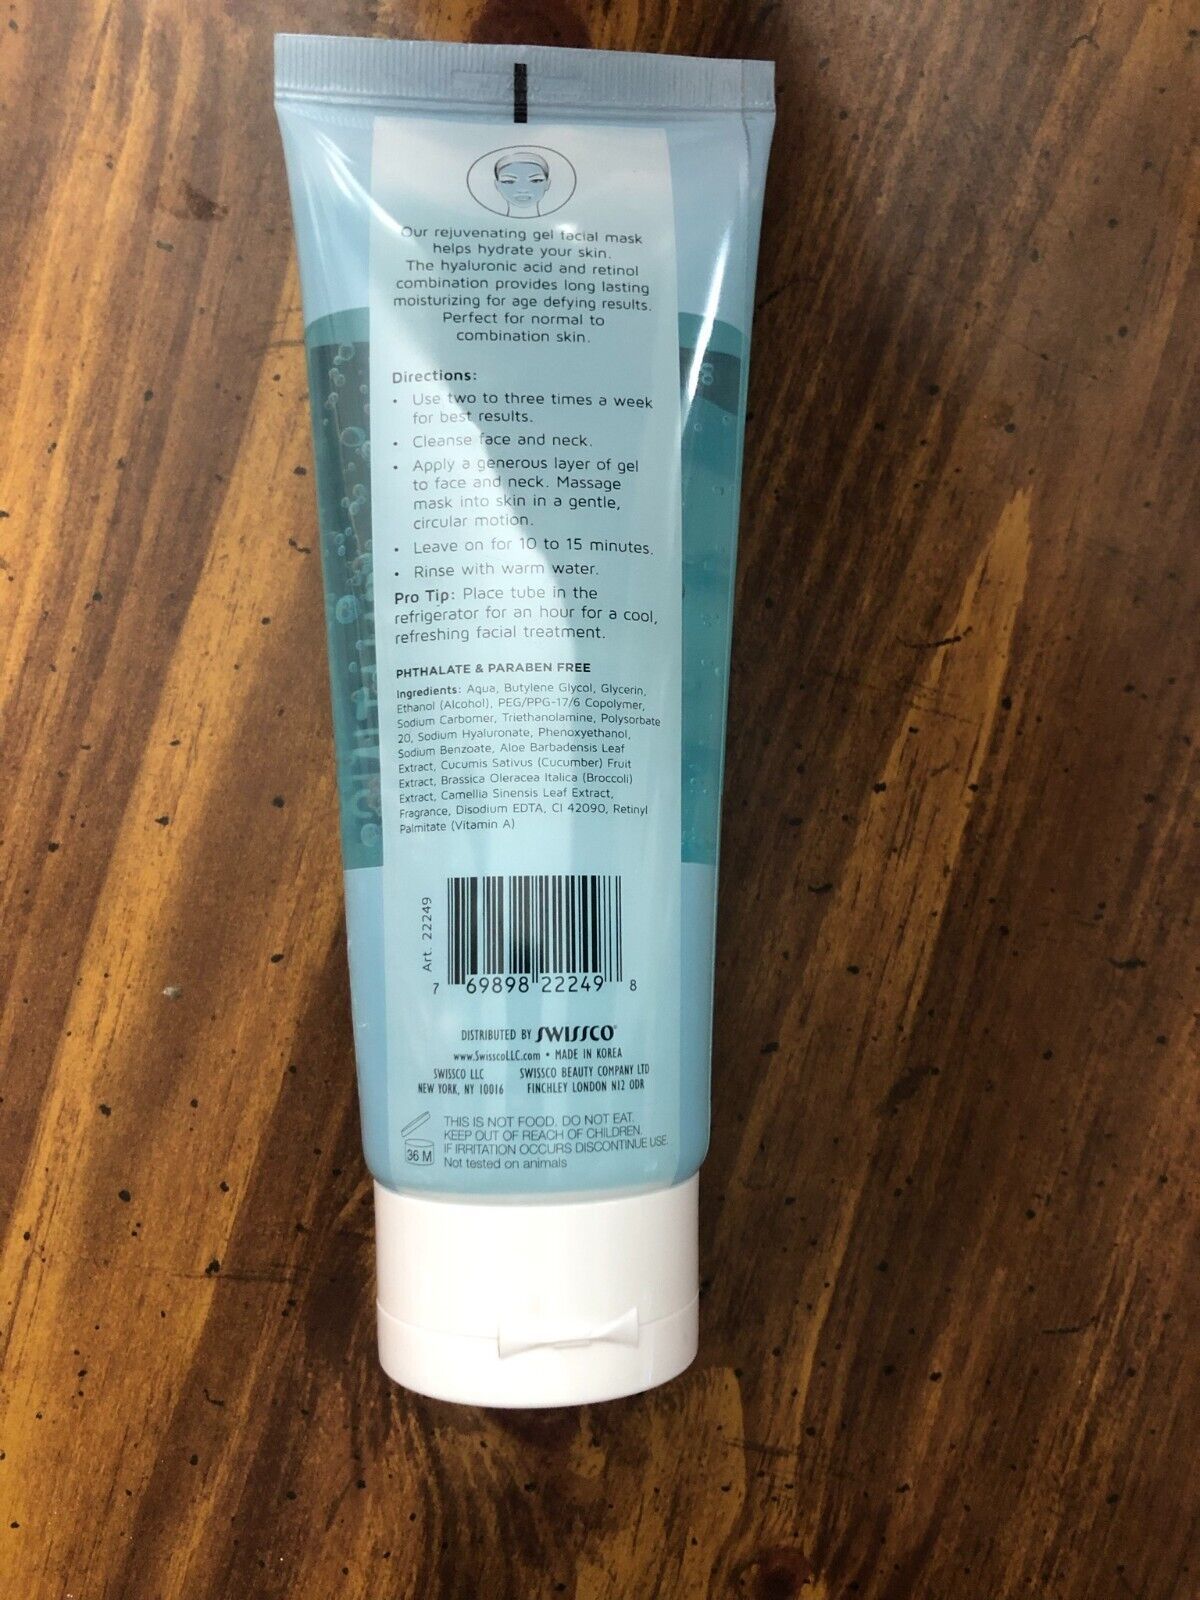 Our rejuvenating gel facial mask
helps hydrate your skin.
The hyaluronic acid and retinol
combination provides long lasting
moisturizing for age defying results.
Perfect for normal to
combination skin.
Directions:
• Use two to three times a week
for best results.
• Cleanse face and neck.
• Apply a generous layer of gel
to face and neck. Massage
mask into skin in a gentle,
circular motion.
• Leave on for 10 to 15 minutes.
• Rinse with warm water.
Pro Tip: Place tube in the
refrigerator for an hour for a cool,
refreshing facial treatment.
PHTHALATE & PARABEN FREE
Ingredients: Aqua, Butylene Glycol, Glycerin,
Ethanol (Alcohol), PEG/PPG-17/6 Copolymer,
Sodium Carbomer, Triethanolamine, Polysorbate
20, Sodium Hyaluronate, Phenoxyethanol,
Sodium Benzoate, Aloe Barbadensis Leaf
Extract, Cucumis Sativus (Cucumber) Fruit
Extract, Brassica Oleracea Italica (Broccoli)
Extract, Camellia Sinensis Leaf Extract,
Fragrance, Disodium EDTA, CI 42090, Retinyl
Palmitate (Vitamin A)
Art. 22249
7 69898 22249 8
DISTRIBUTED BY SWISSCO®
www.SwisscoLLC.com • MADE IN KOREA
SWISSCO LLC SWISSCO BEAUTY COMPANY LTD
NEW YORK, NY 10016 FINCHLEY LONDON N12 0DR
36 M
THIS IS NOT FOOD. DO NOT EAT.
KEEP OUT OF REACH OF CHILDREN.
IF IRRITATION OCCURS DISCONTINUE USE.
Not tested on animals